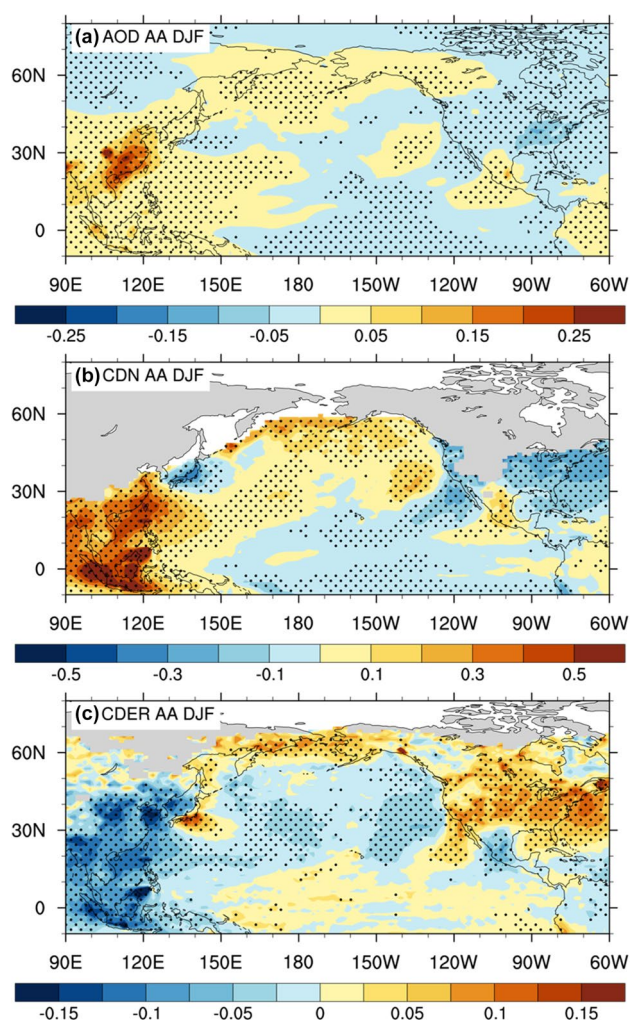 (a) AOD AA DJF
60N
30N
0
90E 120E 150E 180 150W 120W 90W 60W
-0.25 -0.15 -0.05 0.05 0.15 0.25
(b) CDN AA DJF
60N
30N
0
90E 120E 150E 180 150W 120W 90W 60W
-0.5 -0.3 -0.1 0.1 0.3 0.5
(c) CDER AA DJF
60N
30N
0
90E 120E 150E 180 150W 120W 90W 60W
-0.15 -0.1 -0.05 0 0.05 0.1 0.15